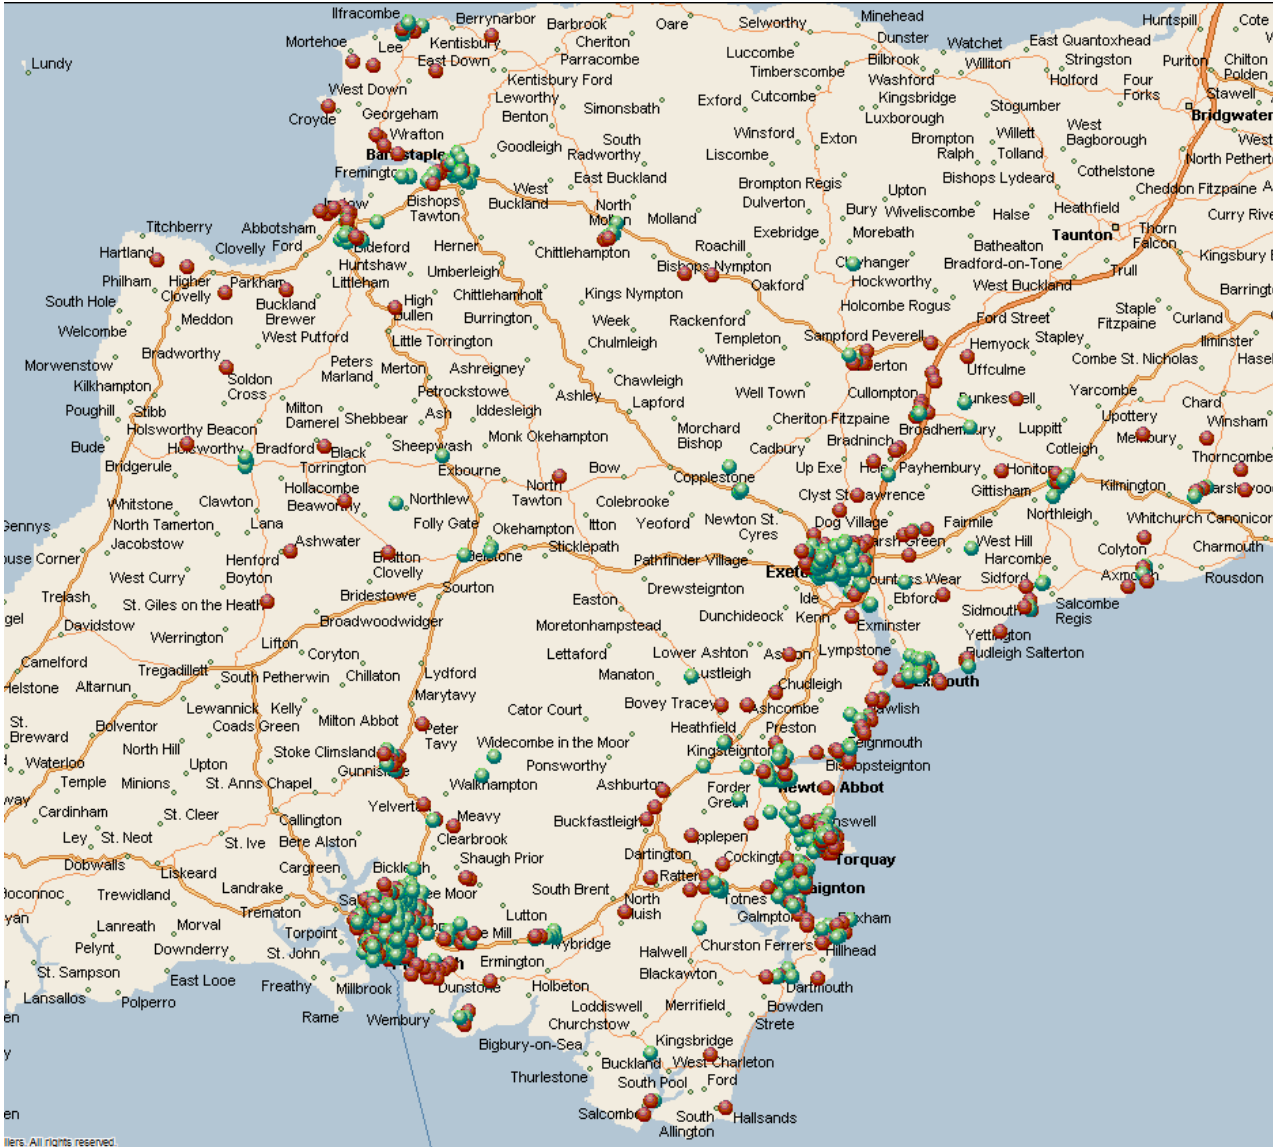 Ilfracombe
Berrynarbor
Barbrook
Oare
Selworthy
Minehead
Huntspill
Cote
Mortehoe
Lee
Kentisbury
Cheriton
Dunster
Watchet
East Quantoxhead
Lundy
East Down
Parracombe
Luccombe
Bilbrook
Williton
Stringston
Puriton
Chilton
Polden
Kentisbury Ford
Timberscombe
Washford
Holford
Four
Forks
West Down
Leworthy
Simonsbath
Exford
Cutcombe
Kingsbridge
Stogumber
Stawell
Croyde
Georgeham
Benton
Luxborough
Bridgwater
Wrafton
Goodleigh
South
Radworthy
Winsford
Exton
Brompton
Ralph
Willett
West
Bagborough
Liscombe
Tolland
North Petherto
East Buckland
Bishops Lydeard
Cothelstone
West
Buckland
Brompton Regis
Upton
Cheddon Fitzpaine
Bishops
Tawton
North
Molland
Dulverton
Bury
Wiveliscombe
Halse
Heathfield
Curry Rive
Titchberry
Abbotsham
Exebridge
Morebath
Taunton
Thorn
Falcon
Hartland
Clovelly
Ford
Bideford
Herner
Chittlehampton
Roachill
Bathealton
Kingsbury
Philham
Higher
Clovelly
Parkham
Huntshaw
Littleham
Umberleigh
Bishops Nympton
Oakford
Hockworthy
Bradford-on-Tone
Trull
South Hole
Buckland
Brewer
High
Bullen
Chittlehamholt
Kings Nympton
Holcombe Rogus
West Buckland
Barringt
Welcombe
Meddon
West Putford
Burrington
Week
Rackenford
Ford Street
Staple
Fitzpaine
Curland
Bradworthy
Little Torrington
Chulmleigh
Templeton
Sampford Peverell
Hemyock
Stapley
Ilminster
Morwenstow
Peters
Marland
Merton
Ashreigney
Witheridge
Uffculme
Combe St. Nicholas
Kilkhampton
Soldon
Cross
Petrockstowe
Chawleigh
Well Town
Cullompton
Yarcombe
Poughill
Stibb
Milton
Damerel
Shebbear
Ash
Iddesleigh
Ashley
Lapford
Cheriton Fitzpaine
Upottery
Chard
Bude
Holsworthy Beacon
Monk Okehampton
Morchard
Bishop
Cadbury
Bradninch
Broadhembury
Luppitt
Cotleigh
Membury
Winsham
Bridgerule
Holsworthy
Bradford
Black
Torrington
Sheepwash
Exbourne
Bow
Copplestone
Up Exe
Hele
Payhembury
Honiton
Thorncombe
Whitstone
Clawton
Hollacombe
Beaworthy
Northlew
North
Tawton
Colebrooke
Gittisham
Kilmington
North Tamerton
Lana
Folly Gate
Okehampton
Itton
Yeoford
Newton St.
Cyres
Dog Village
Fairmile
Northleigh
Whitchurch Canonicor
Jacobstow
Ashwater
Sticklepath
West Hill
Colyton
Charmouth
Henford
Bratton
Clovelly
Belstone
Pathfinder Village
Harcombe
West Curry
Boyton
Sourton
Drewsteignton
Sidford
Rousdon
Trelash
St. Giles on the Heath
Bridestowe
Easton
Ide
Ebford
Salcombe
Regis
Davidstow
Broadwoodwidger
Dunchideock
Kenn
Sidmouth
Werrington
Moretonhampstead
Exminster
Yettington
Camelford
Lifton
Coryton
Lettaford
Lower Ashton
Lympstone
Budleigh Salterton
Tregadillett
South Petherwin
Chillaton
Lydford
Manaton
Exmouth
Altarnun
Marytavy
Chudleigh
Lewannick
Kelly
Cator Court
Bovey Tracey
Ashcombe
St.
Breward
Bolventor
Coads Green
Milton Abbot
Peter
Tavy
Heathfield
Preston
North Hill
Stoke Climsland
Widecombe in the Moor
Kingsteignton
Waterloo
Upton
Ponsworthy
Bishopsteignton
Temple
Minions
St. Anns Chapel
Walkhampton
Ashburton
Forder
Green
Newton Abbot
Cardinham
St. Cleer
Callington
Yelverton
Meavy
Buckfastleigh
Ley
St. Neot
St. Ive
Bere Alston
Clearbrook
Dartington
Cockington
Torquay
Dobwalls
Liskeard
Cargreen
Bickleigh
Shaugh Prior
Trewidland
Landrake
South Brent
North
Huish
Totnes
Trematon
Lutton
Galmpton
Lanreath
Morval
Torpoint
Ivybridge
Churston Ferrers
Hillhead
Pelynt
Downderry
St. John
Ermington
Halwell
St. Sampson
East Looe
Freathy
Millbrook
Dunstone
Holbeton
Blackawton
Dartmouth
Lansallos
Polperro
Rame
Wembury
Loddiswell
Merrifield
Bowden
Churchstow
Strete
Bigbury-on-Sea
Kingsbridge
Thurlestone
Buckland
West Charleton
South Pool
Ford
Salcombe
South
Allington
Hallsands
llers. All rights reserved.